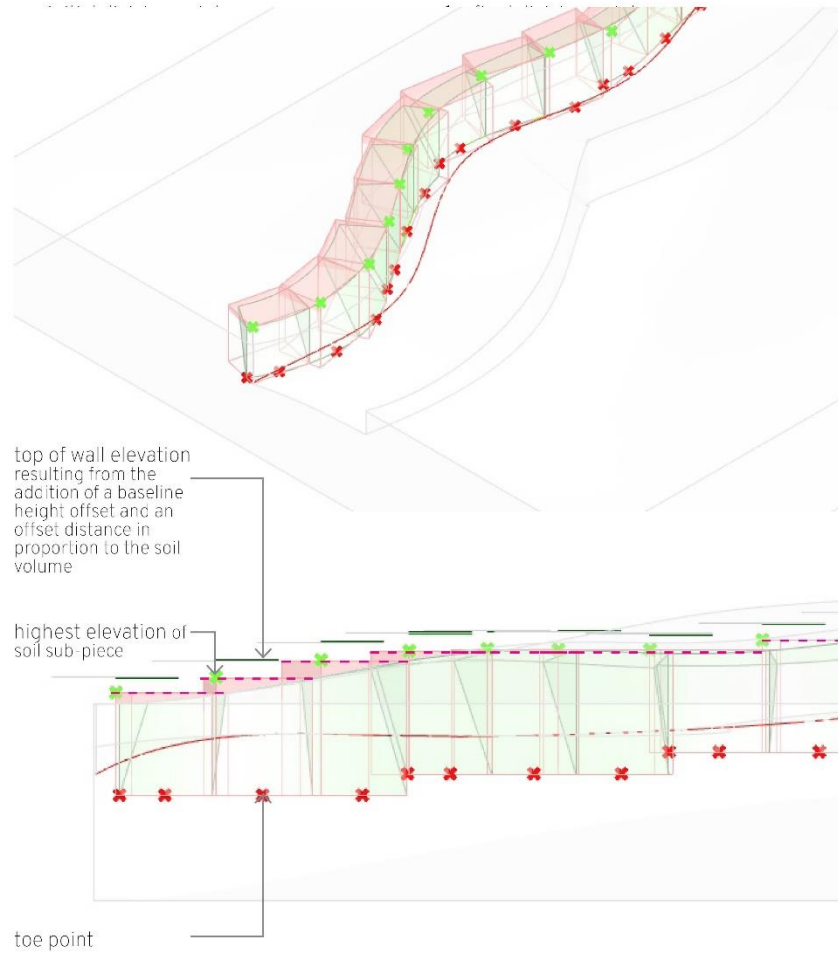 top of wall elevation
resulting from the
addition of a baseline
height offset and an
offset distance in
proportion to the soil
volume
highest elevation of
soil sub-piece
toe point